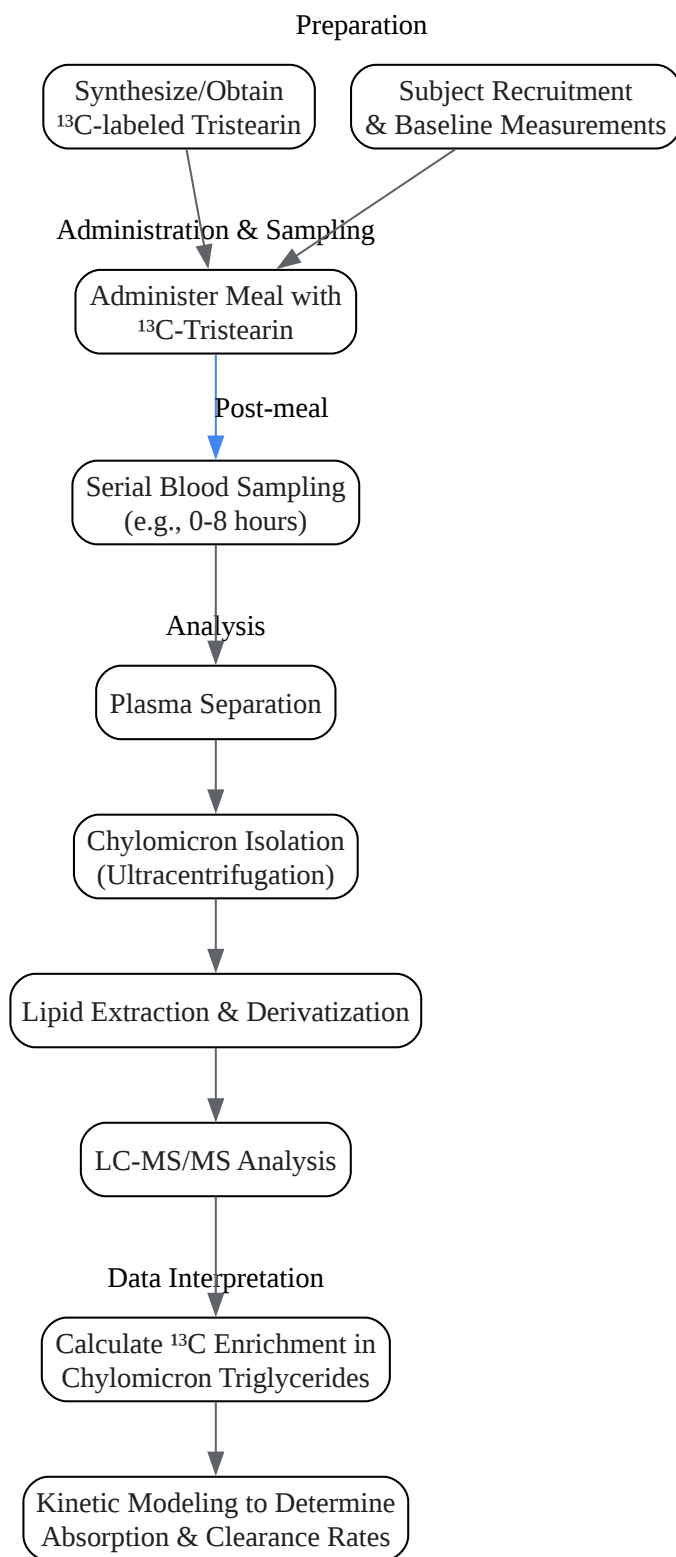 Preparation
Synthesize/Obtain
¹³C-labeled Tristearin
Subject Recruitment
& Baseline Measurements
Administration & Sampling
Administer Meal with
¹³C-Tristearin
Post-meal
Serial Blood Sampling
(e.g., 0-8 hours)
Analysis
Plasma Separation
Chylomicron Isolation
(Ultracentrifugation)
Lipid Extraction & Derivatization
LC-MS/MS Analysis
Data Interpretation
Calculate ¹³C Enrichment in
Chylomicron Triglycerides
Kinetic Modeling to Determine
Absorption & Clearance Rates